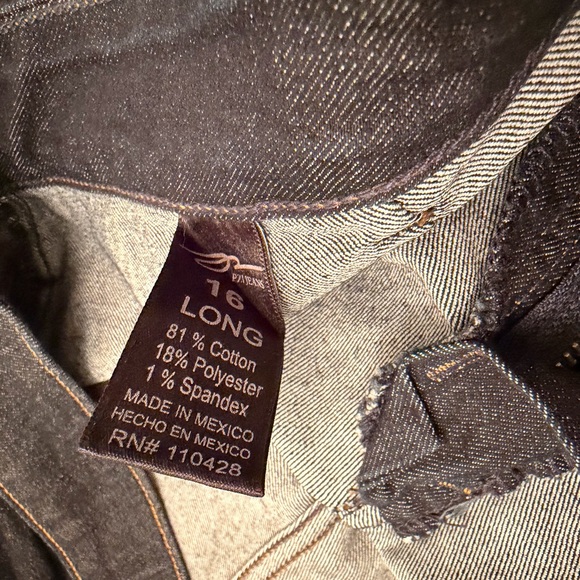 16
LONG
81 % Cotton
18% Polyester
1 % Spandex
MADE IN MEXICO
HECHO EN MEXICO
RN# 110428